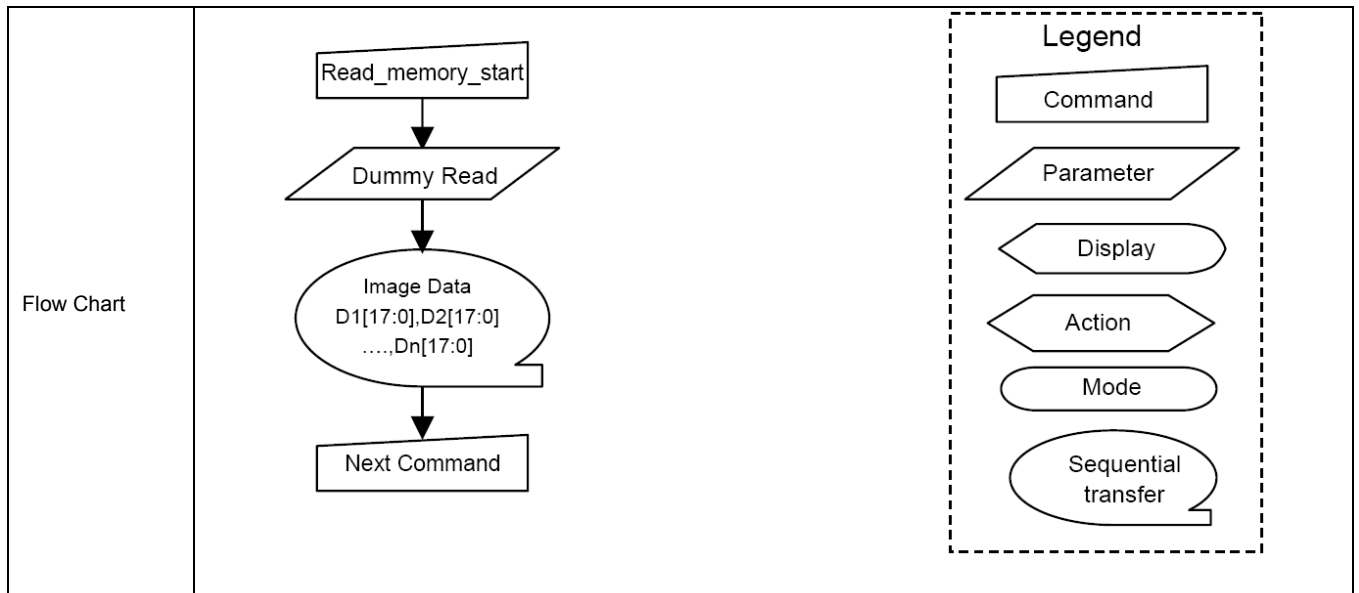 Flow Chart
Read_memory_start
Dummy Read
Image Data
D1[17:0],D2[17:0]
....,Dn[17:0]
Next Command
Legend
Command
Parameter
Display
Action
Mode
Sequential
transfer